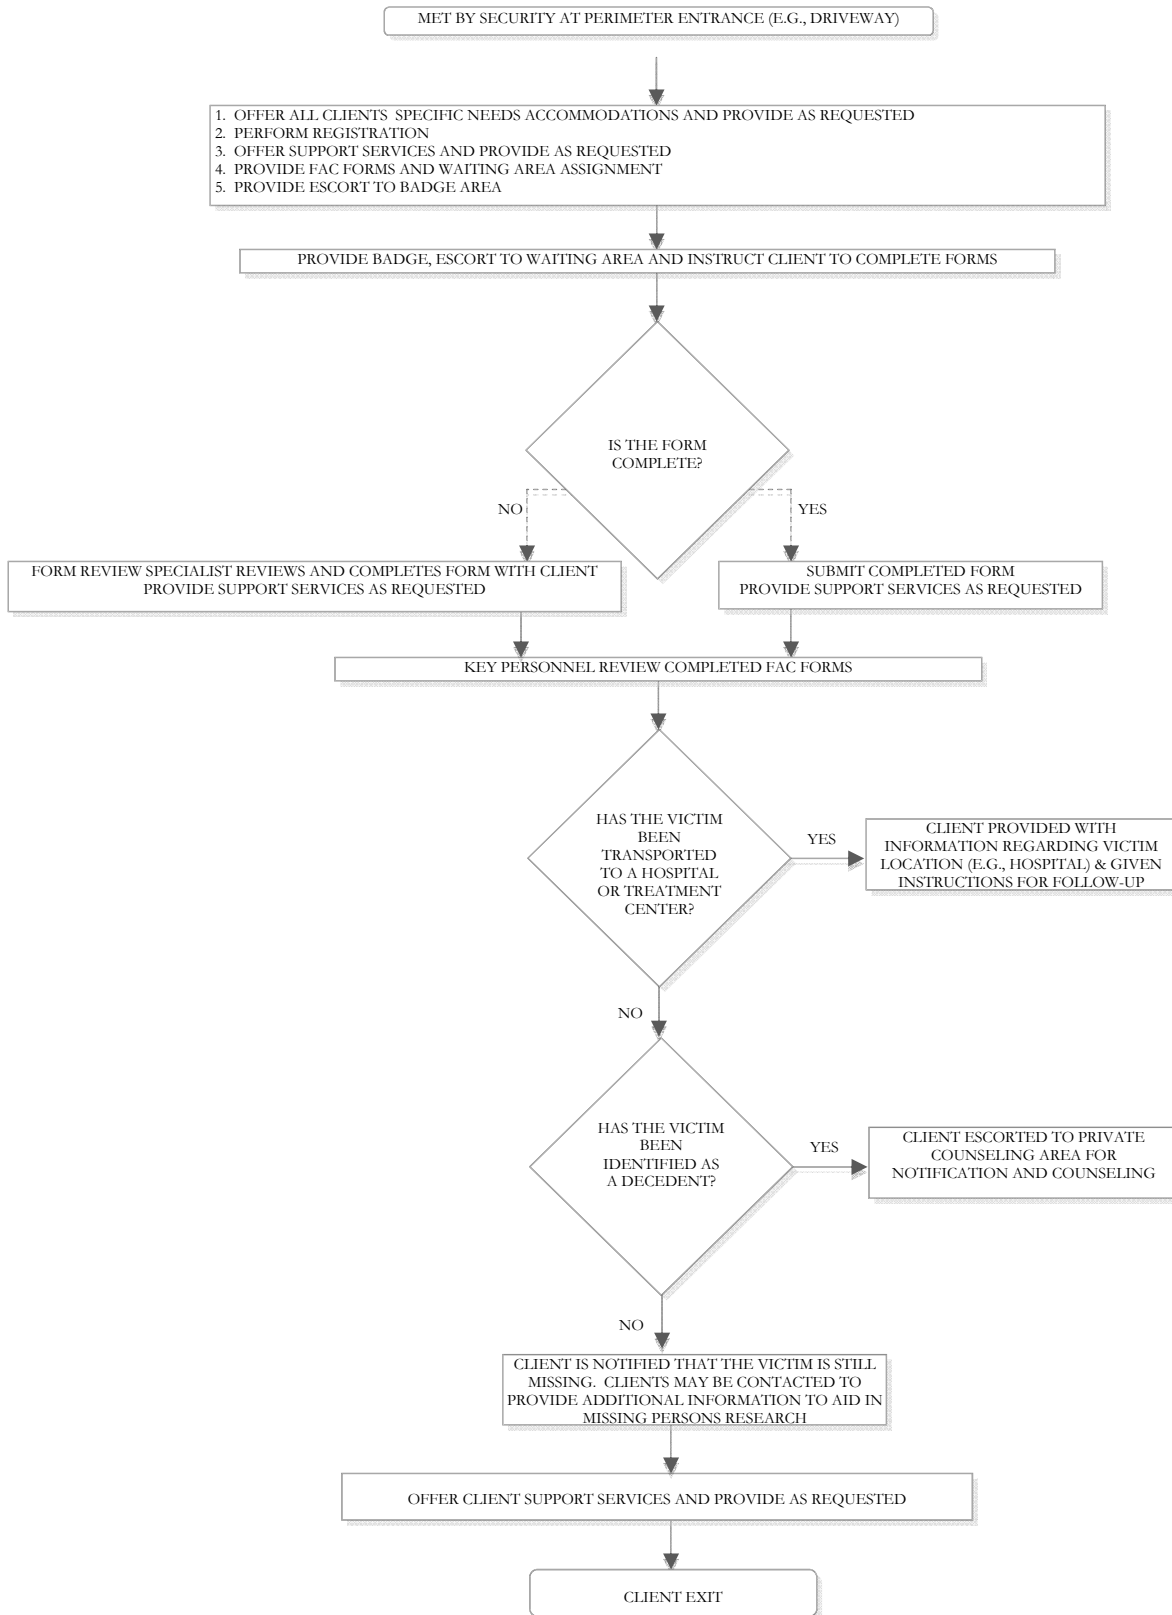 MET BY SECURITY AT PERIMETER ENTRANCE (E.G., DRIVEWAY)
1. OFFER ALL CLIENTS SPECIFIC NEEDS ACCOMMODATIONS AND PROVIDE AS REQUESTED
2. PERFORM REGISTRATION
3. OFFER SUPPORT SERVICES AND PROVIDE AS REQUESTED
4. PROVIDE FAC FORMS AND WAITING AREA ASSIGNMENT
5. PROVIDE ESCORT TO BADGE AREA
PROVIDE BADGE, ESCORT TO WAITING AREA AND INSTRUCT CLIENT TO COMPLETE FORMS
IS THE FORM
COMPLETE?
NO
YES
FORM REVIEW SPECIALIST REVIEWS AND COMPLETES FORM WITH CLIENT
PROVIDE SUPPORT SERVICES AS REQUESTED
SUBMIT COMPLETED FORM
PROVIDE SUPPORT SERVICES AS REQUESTED
KEY PERSONNEL REVIEW COMPLETED FAC FORMS
HAS THE VICTIM
BEEN
TRANSPORTED
TO A HOSPITAL
OR TREATMENT
CENTER?
YES
CLIENT PROVIDED WITH
INFORMATION REGARDING VICTIM
LOCATION (E.G., HOSPITAL) & GIVEN
INSTRUCTIONS FOR FOLLOW-UP
NO
HAS THE VICTIM
BEEN
IDENTIFIED AS
A DECEDENT?
YES
CLIENT ESCORTED TO PRIVATE
COUNSELING AREA FOR
NOTIFICATION AND COUNSELING
NO
CLIENT IS NOTIFIED THAT THE VICTIM IS STILL
MISSING. CLIENTS MAY BE CONTACTED TO
PROVIDE ADDITIONAL INFORMATION TO AID IN
MISSING PERSONS RESEARCH
OFFER CLIENT SUPPORT SERVICES AND PROVIDE AS REQUESTED
CLIENT EXIT